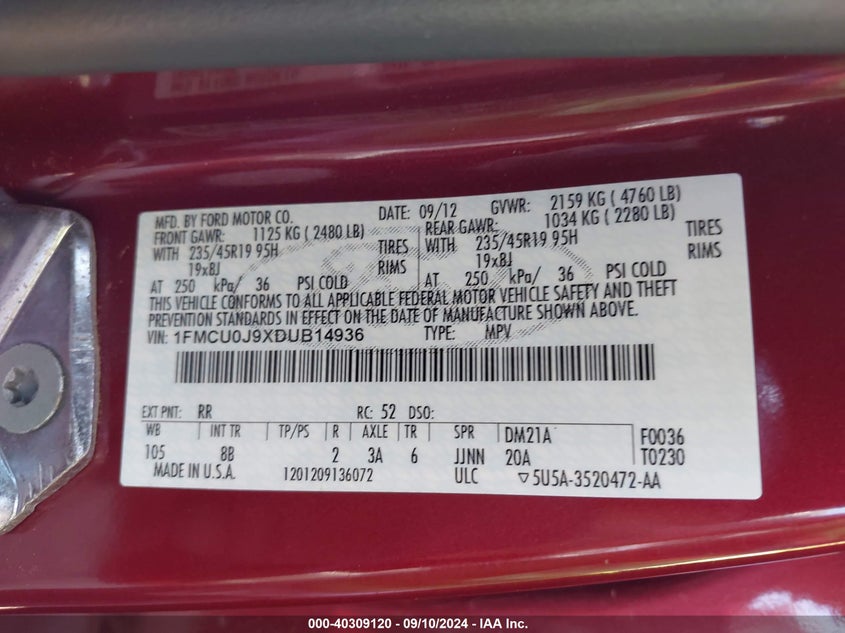 MFD. BY FORD MOTOR CO. DATE: 09/12 GVWR: 2159 KG ( 4760 LB)
FRONT GAWR: 1125 KG ( 2480 LB) REAR GAWR: 1034 KG ( 2280 LB)
WITH 235/45R19 95H TIRES WITH 235/45R19 95H TIRES
19x8J RIMS 19x8J RIMS
AT 250 kPa/ 36 PSI COLD AT 250 kPa/ 36 PSI COLD
THIS VEHICLE CONFORMS TO ALL APPLICABLE FEDERAL MOTOR VEHICLE SAFETY AND THEFT
PREVENTION STANDARDS IN EFFECT ON THE DATE OF MANUFACTURE SHOWN ABOVE.
VIN: 1FMCU0J9XDUB14936 TYPE: MPV
EXT PNT: RR RC: 52 DSO:
WB INT TR TP/PS R AXLE TR SPR DM21A F0036
105 8B 2 3A 6 JJNN 20A T0230
MADE IN U.S.A. 1201209136072 ULC ▽5U5A-3520472-AA
000-40309120 - 09/10/2024 - IAA Inc.